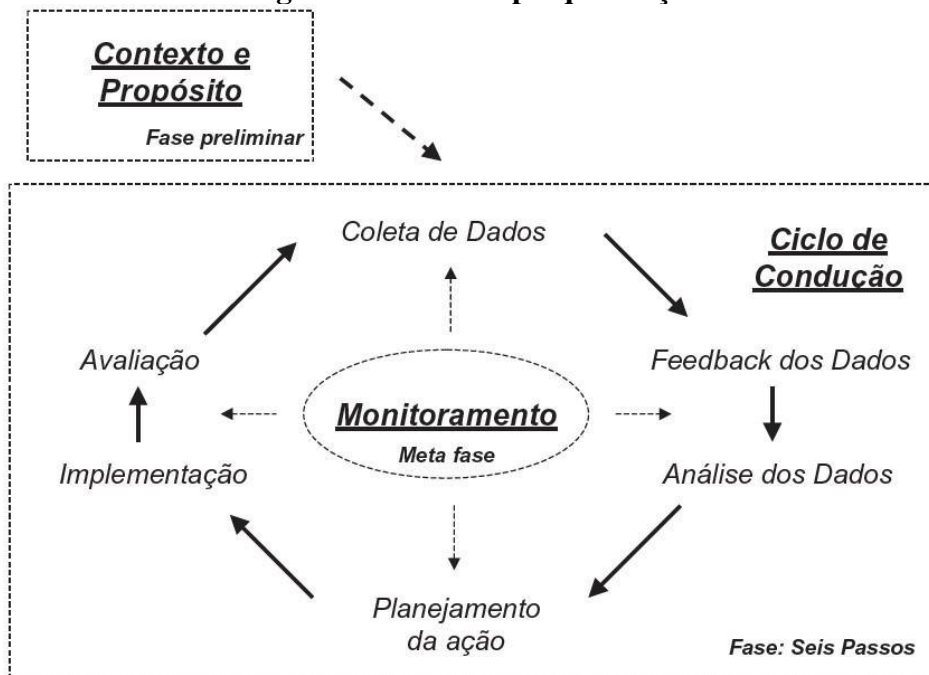 Contexto e
Propósito
Fase preliminar
Coleta de Dados
Ciclo de
Condução
Avaliação
Feedback dos Dados
Monitoramento
Meta fase
Implementação
Análise dos Dados
Planejamento
da ação
Fase: Seis Passos